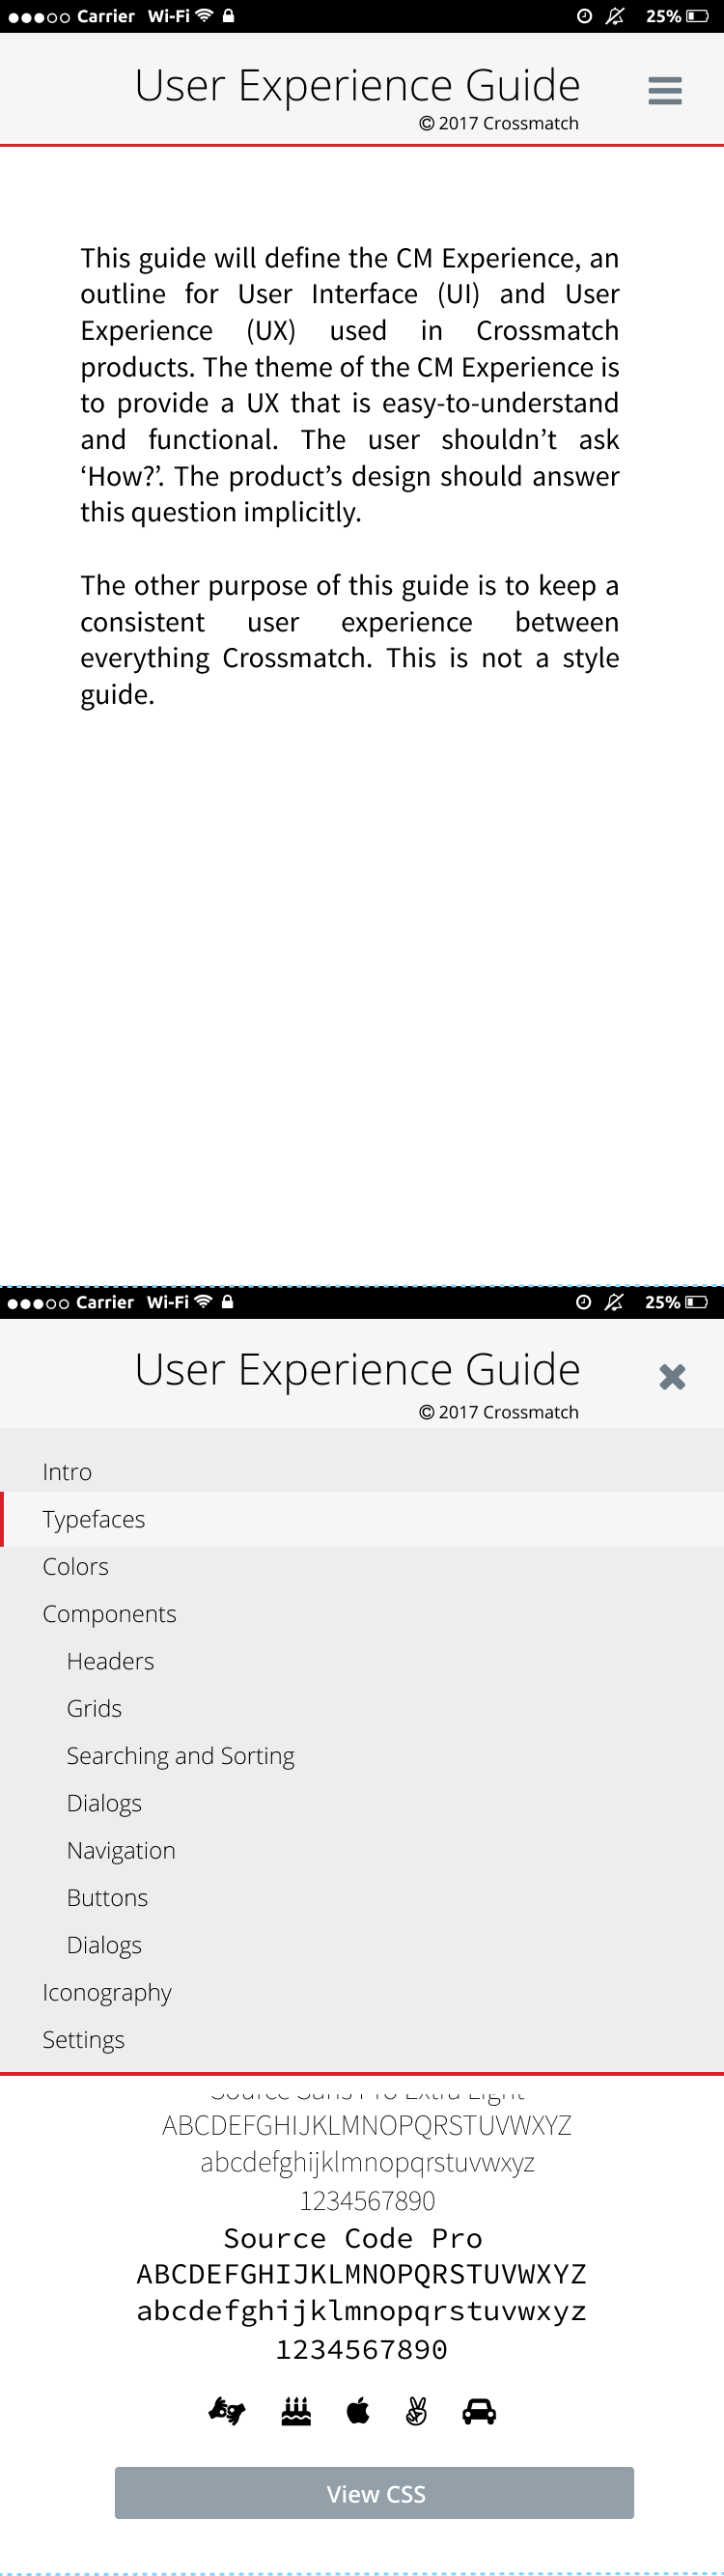 Carrier Wi-Fi 25%
User Experience Guide
© 2017 Crossmatch
This guide will define the CM Experience, an
outline for User Interface (UI) and User
Experience (UX) used in Crossmatch
products. The theme of the CM Experience is
to provide a UX that is easy-to-understand
and functional. The user shouldn’t ask
‘How?’. The product’s design should answer
this question implicitly.
The other purpose of this guide is to keep a
consistent user experience between
everything Crossmatch. This is not a style
guide.
Carrier Wi-Fi 25%
User Experience Guide
© 2017 Crossmatch
Intro
Typefaces
Colors
Components
Headers
Grids
Searching and Sorting
Dialogs
Navigation
Buttons
Dialogs
Iconography
Settings
Source Sans Pro Extra Light
ABCDEFGHIJKLMNOPQRSTUVWXYZ
abcdefghijklmnopqrstuvwxyz
1234567890
Source Code Pro
ABCDEFGHIJKLMNOPQRSTUVWXYZ
abcdefghijklmnopqrstuvwxyz
1234567890
View CSS